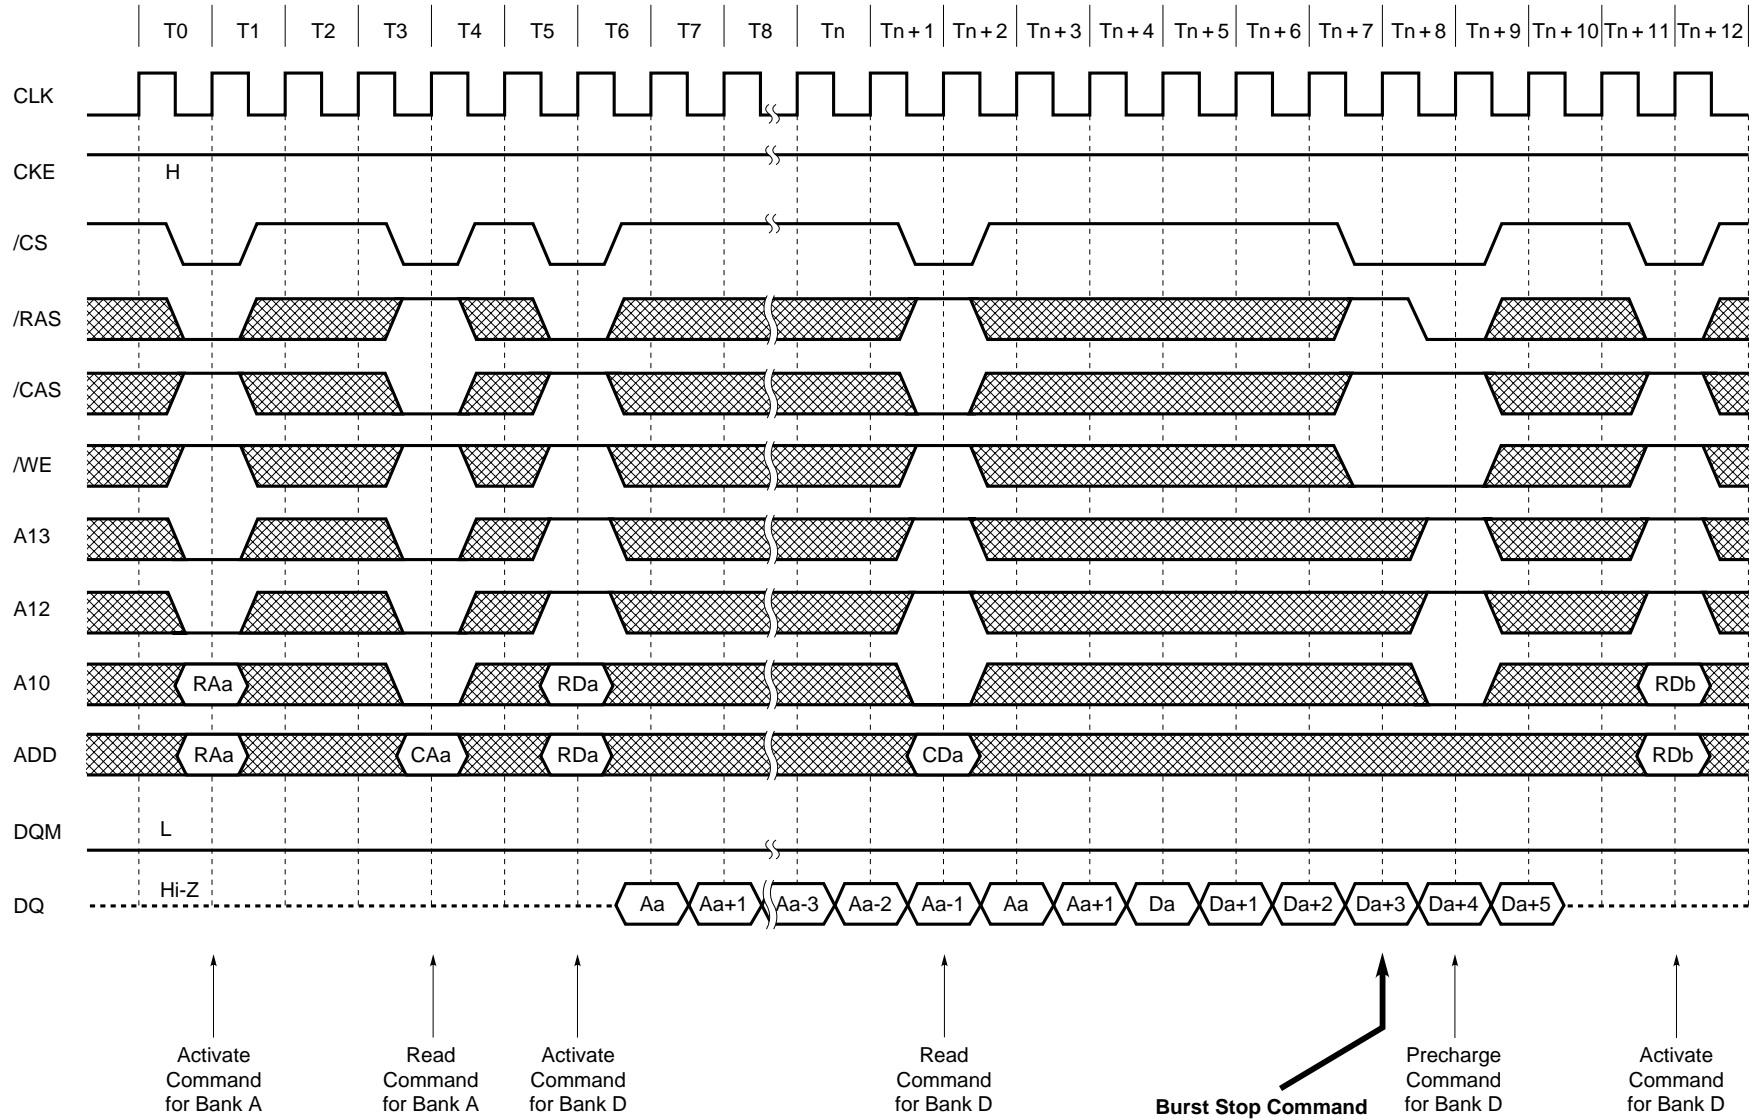 T0 T1 T2 T3 T4 T5 T6 T7 T8 Tn Tn + 1 Tn + 2 Tn + 3 Tn + 4 Tn + 5 Tn + 6 Tn + 7 Tn + 8 Tn + 9 Tn + 10 Tn + 11 Tn + 12
CLK
CKE H
/CS
/RAS
/CAS
/WE
A13
A12
A10 RAa RDa RDb
ADD RAa CAa RDa CDa RDb
DQM L
DQ Hi-Z Aa Aa+1 Aa-3 Aa-2 Aa-1 Aa Aa+1 Da Da+1 Da+2 Da+3 Da+4 Da+5
Activate
Command
for Bank A
Read
Command
for Bank A
Activate
Command
for Bank D
Read
Command
for Bank D
Burst Stop Command
Precharge
Command
for Bank D
Activate
Command
for Bank D